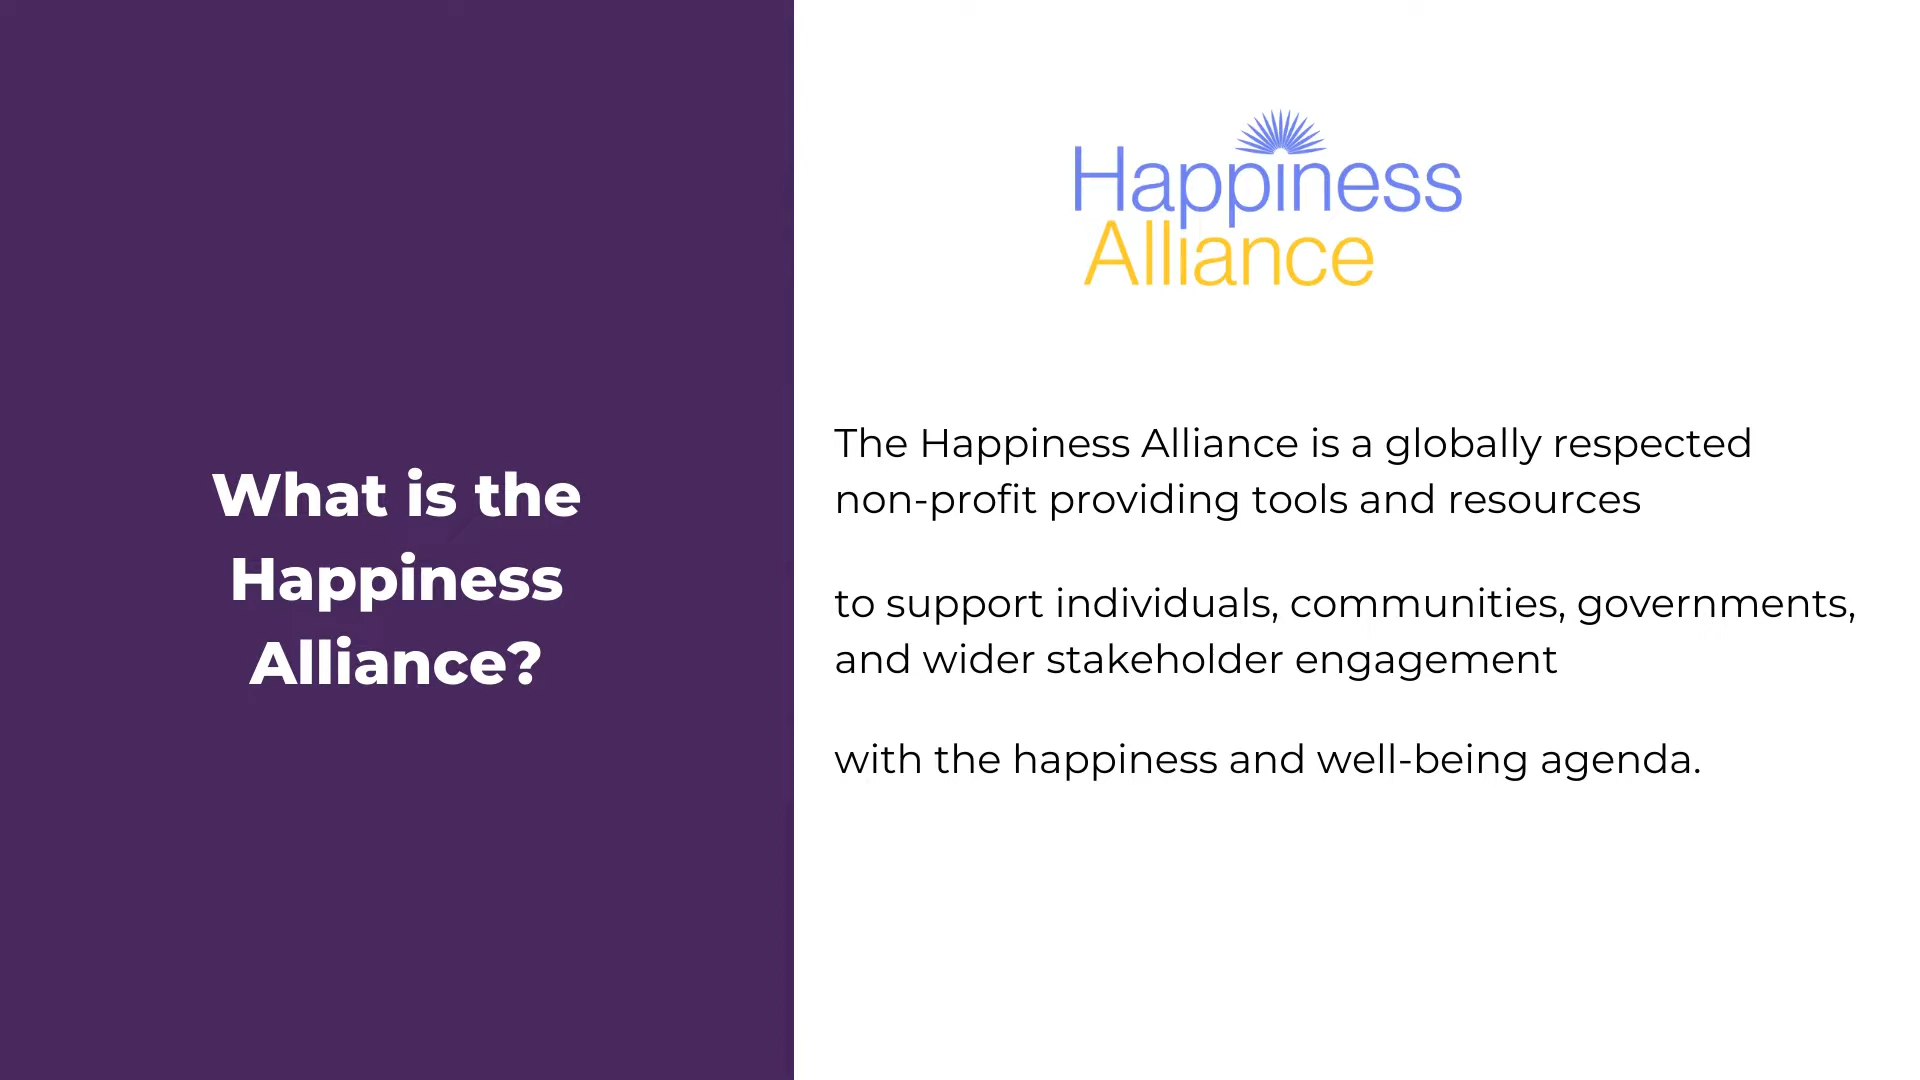 What is the
Happiness
Alliance?
Happiness
Alliance
The Happiness Alliance is a globally respected
non-profit providing tools and resources
to support individuals, communities, governments,
and wider stakeholder engagement
with the happiness and well-being agenda.